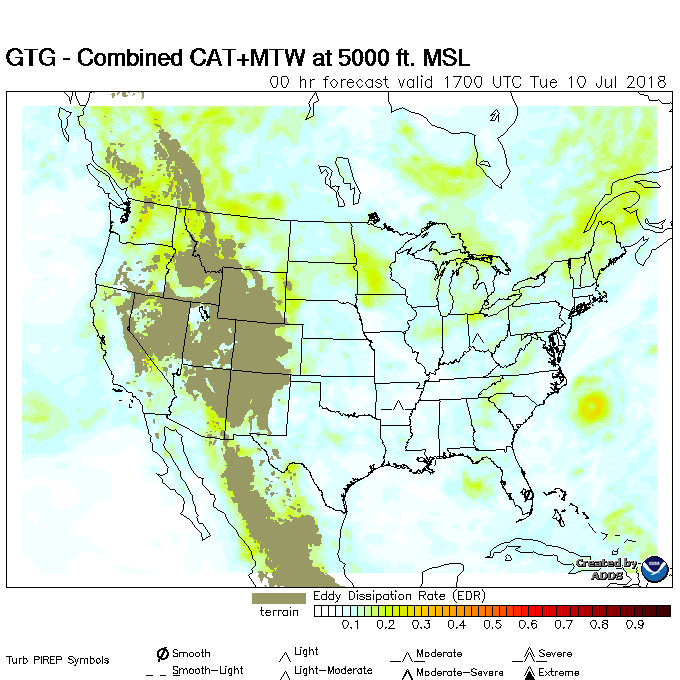 GTG - Combined CAT+MTW at 5000 ft. MSL
00 hr forecast valid 1700 UTC Tue 10 Jul 2018
Created by
ADDS
Eddy Dissipation Rate (EDR)
terrain
0.1 0.2 0.3 0.4 0.5 0.6 0.7 0.8 0.9
Turb PIREP Symbols
Smooth Light Moderate Severe
Smooth-Light Light-Moderate Moderate-Severe Extreme